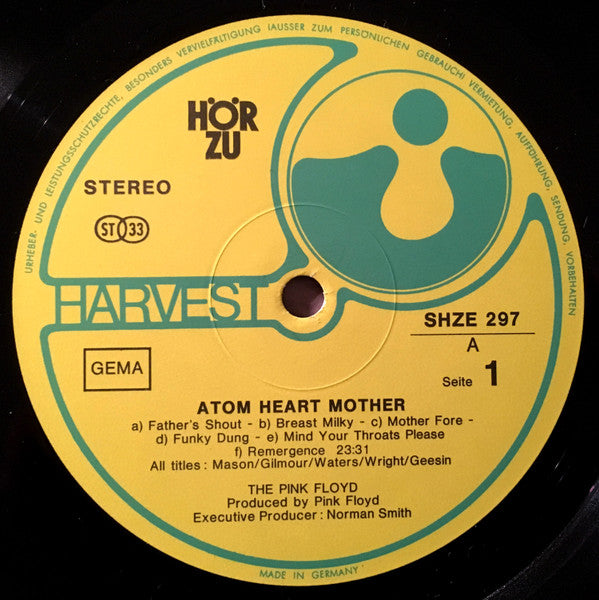 URHEBER- UND LEISTUNGSSCHUTZRECHTE, BESONDERS VERVIELFÄLTIGUNG (AUSSER ZUM PERSÖNLICHEN GEBRAUCH) VERMIETUNG, AUFFÜHRUNG, SENDUNG, VORBEHALTEN
HÖR
ZU
STEREO
ST 33
HARVEST
SHZE 297
A
Seite 1
GEMA
ATOM HEART MOTHER
a) Father's Shout - b) Breast Milky - c) Mother Fore -
d) Funky Dung - e) Mind Your Throats Please
f) Remergence 23:31
All titles : Mason/Gilmour/Waters/Wright/Geesin
THE PINK FLOYD
Produced by Pink Floyd
Executive Producer : Norman Smith
MADE IN GERMANY